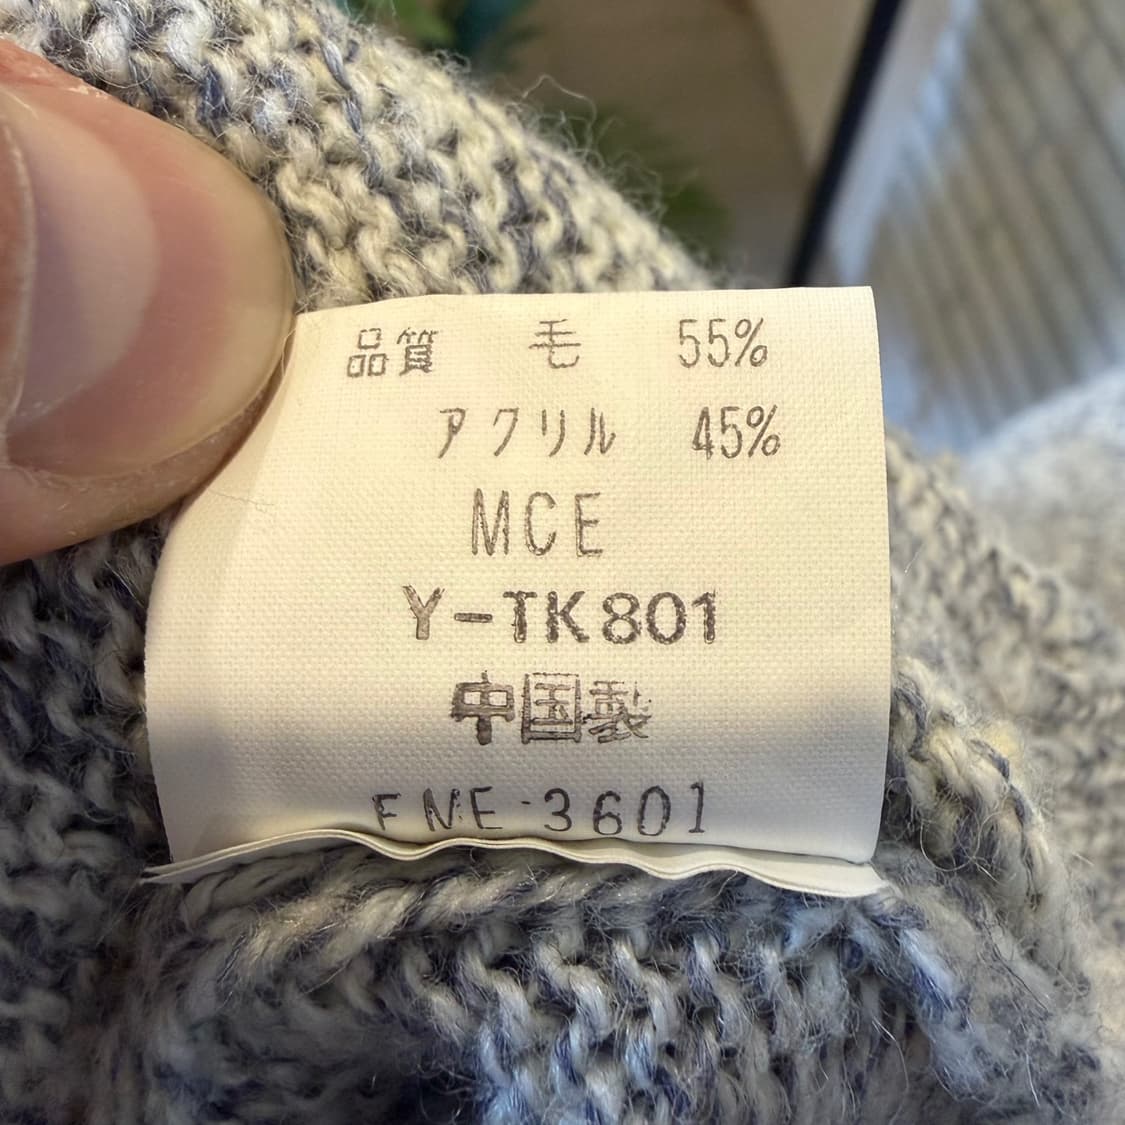 品質 毛 55%
アクリル 45%
MCE
Y-TK801
中国製
FNE-3601